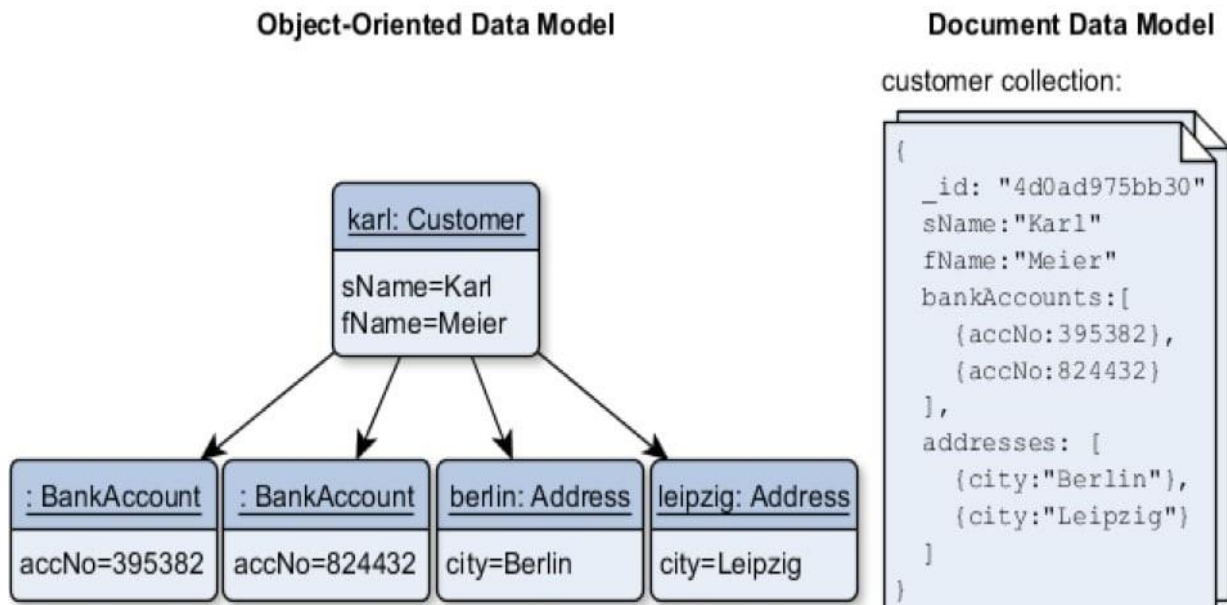 Object-Oriented Data Model
karl: Customer
sName=Karl
fName=Meier
: BankAccount
accNo=395382
: BankAccount
accNo=824432
berlin: Address
city=Berlin
leipzig: Address
city=Leipzig
Document Data Model
customer collection:
{
_id: "4d0ad975bb30"
sName:"Karl"
fName:"Meier"
bankAccounts:[
{accNo:395382},
{accNo:824432}
],
addresses: [
{city:"Berlin"},
{city:"Leipzig"}
]
}